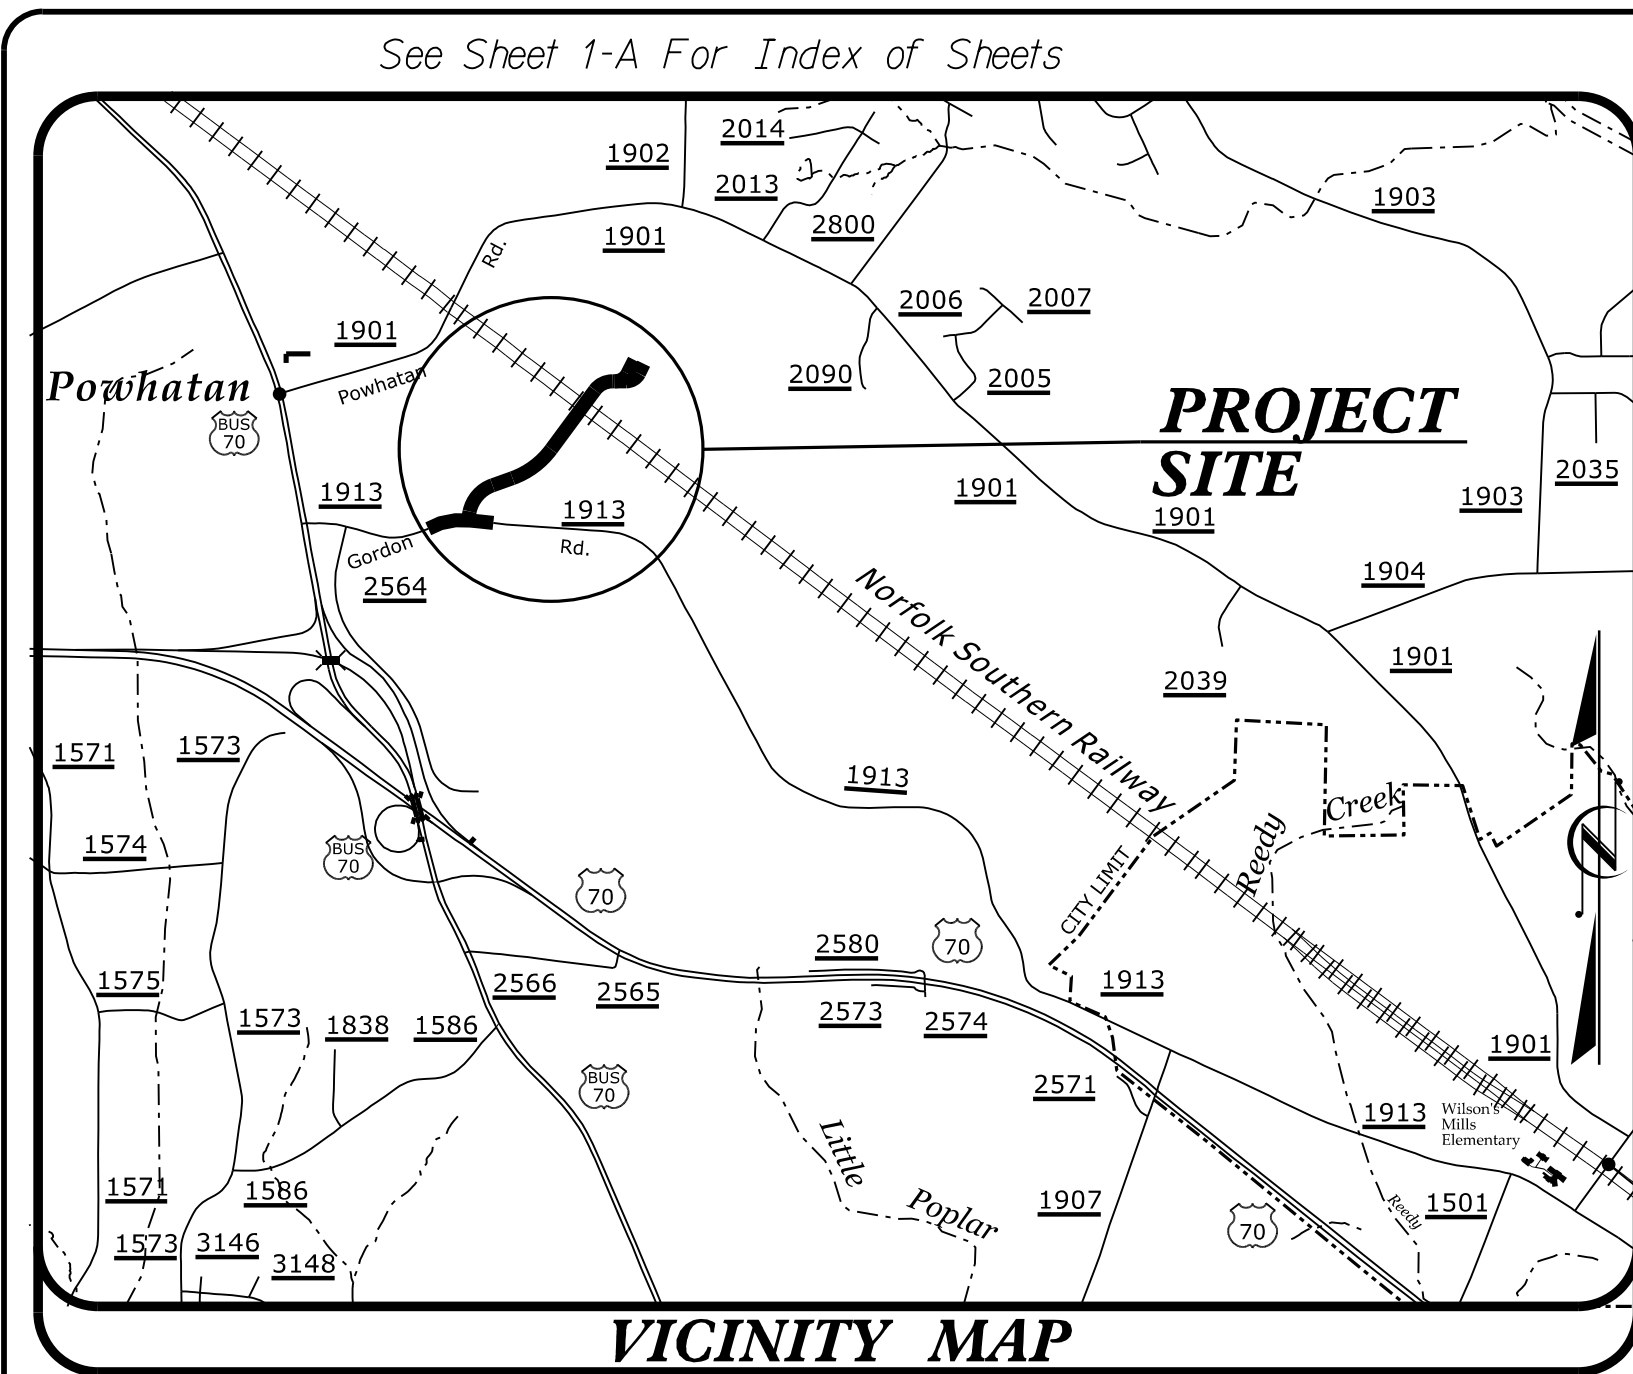 See Sheet 1-A For Index of Sheets
2014
1902
2013
1903
2800
1901
Rd.
2006
2007
1901
2090
2005
Powhatan
Powhatan
BUS
70
PROJECT
SITE
2035
1913
1901
1903
1913
1901
Gordon
Rd.
2564
1904
Norfolk Southern Railway
1901
2039
1571
1573
1913
Creek
Reedy
1574
BUS
70
CITY LIMIT
70
2580
70
1575
2566
2565
1913
2573
2574
1573
1838
1586
1901
BUS
70
2571
1913
Wilson's
Mills
Elementary
Little
1571
1586
Poplar
1907
Reedy
1501
70
1573
3146
3148
N
VICINITY MAP